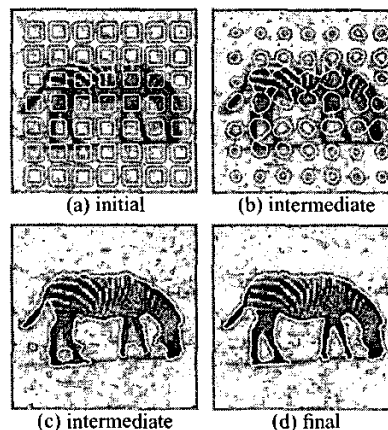 (a) initial
(b) intermediate
(c) intermediate
(d) final